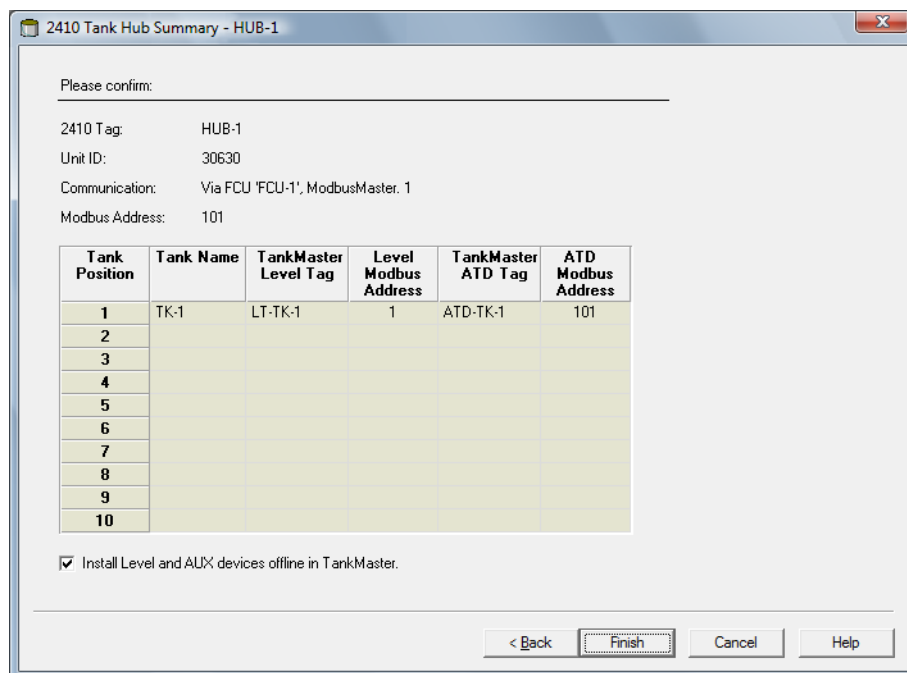 2410 Tank Hub Summary - HUB-1
Please confirm:
2410 Tag: HUB-1
Unit ID: 30630
Communication: Via FCU 'FCU-1', ModbusMaster. 1
Modbus Address: 101
Tank Position Tank Name TankMaster Level Tag Level Modbus Address TankMaster ATD Tag ATD Modbus Address
1 TK-1 LT-TK-1 1 ATD-TK-1 101
2
3
4
5
6
7
8
9
10
Install Level and AUX devices offline in TankMaster.
< Back Finish Cancel Help